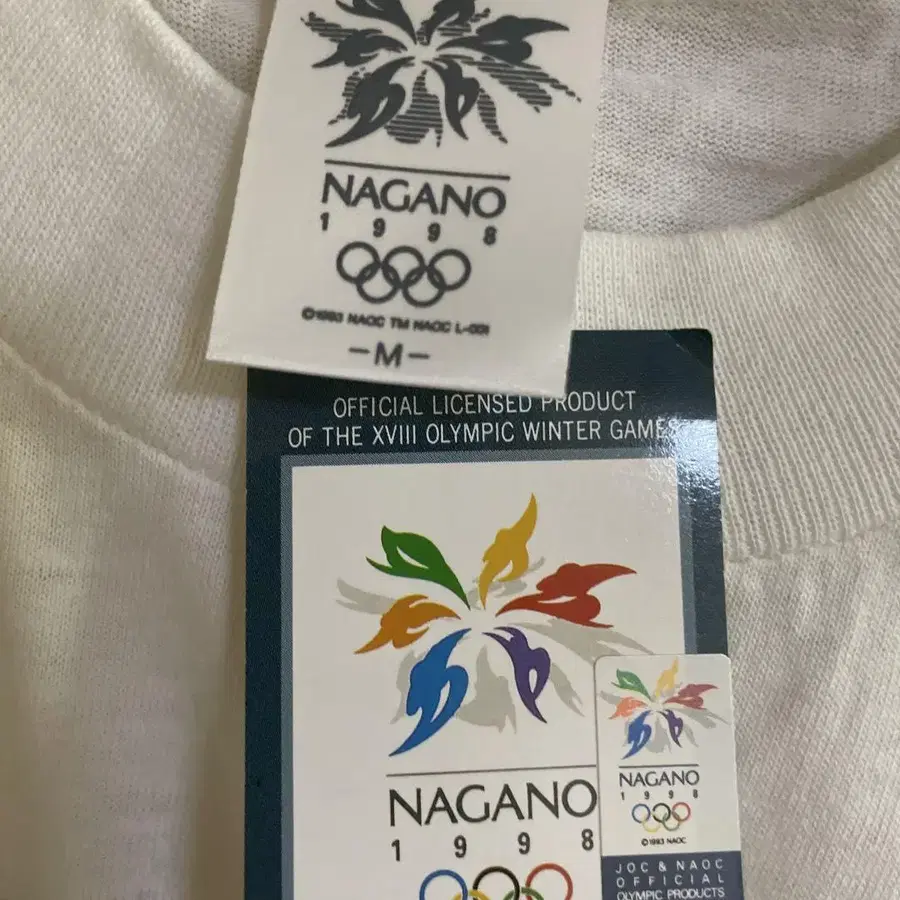 NAGANO
1 9 9 8
©1993 NAOC TM NAOC L-001
-M-
OFFICIAL LICENSED PRODUCT
OF THE XVIII OLYMPIC WINTER GAMES
NAGANO
1 9 9 8
NAGANO
1 9 9 8
©1993 NAOC
JOC & NAOC
OFFICIAL
OLYMPIC PRODUCTS